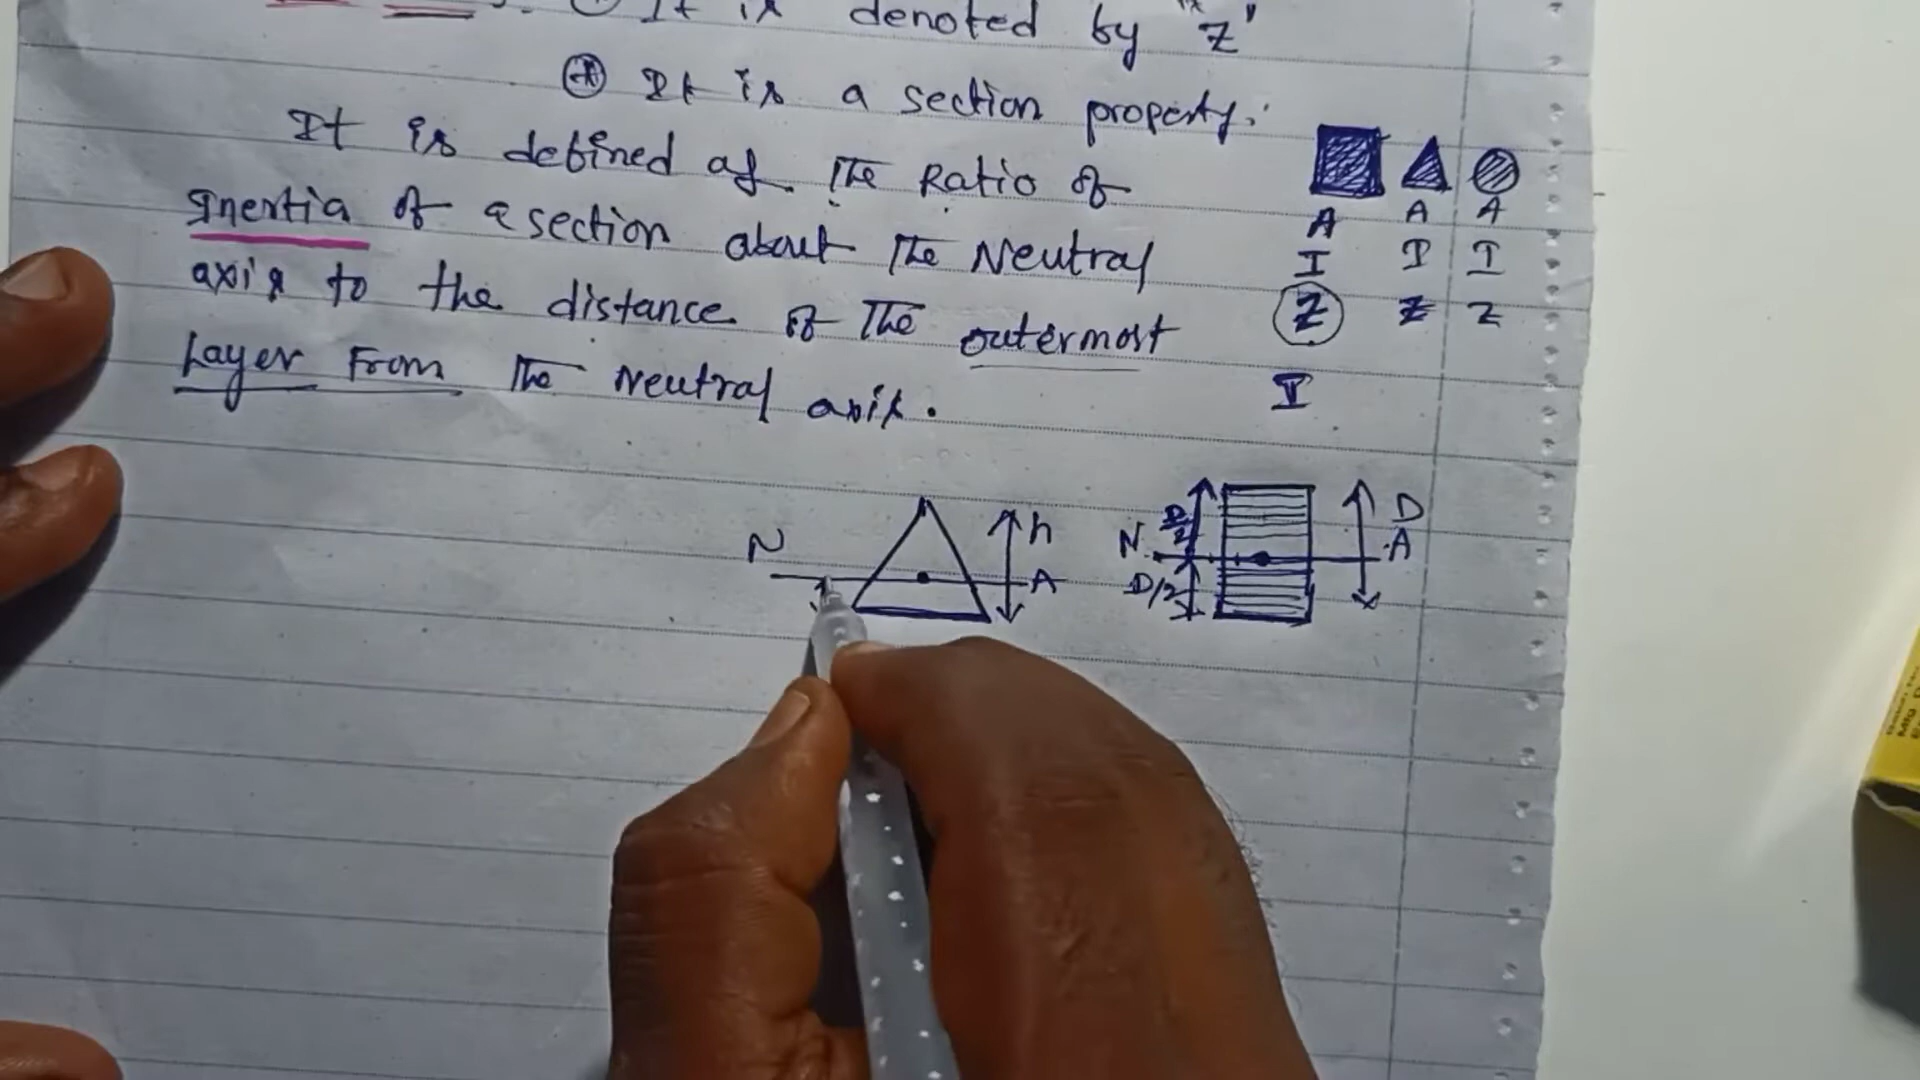 It is denoted by "Z"
It is a section property.
It is defined as The Ratio of
Inertia of a section about The Neutral
axis to the distance of The outermost
Layer From The Neutral axis.
A A A
I I I
Z Z Z
I
N h A
N D/2 D/2 D A